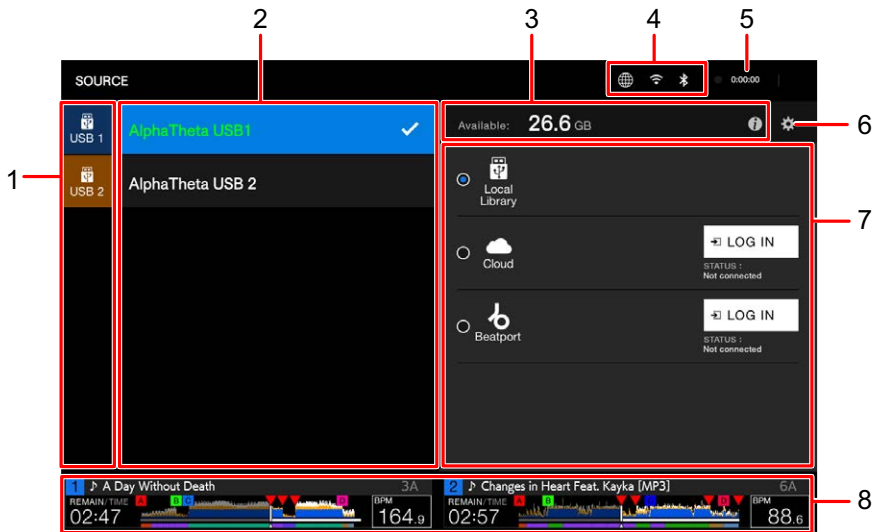 2
3
4
5
SOURCE
0:00:00
USB 1
AlphaTheta USB1
Available: 26.6 GB
6
1
USB 2
AlphaTheta USB 2
Local
Library
7
Cloud
LOG IN
STATUS :
Not connected
Beatport
LOG IN
STATUS :
Not connected
1 ♪ A Day Without Death 3A
REMAIN/TIME A B C D BPM
02:47 164.9
2 ♪ Changes in Heart Feat. Kayka [MP3] 6A
REMAIN/TIME A B D BPM
02:57 88.6
8